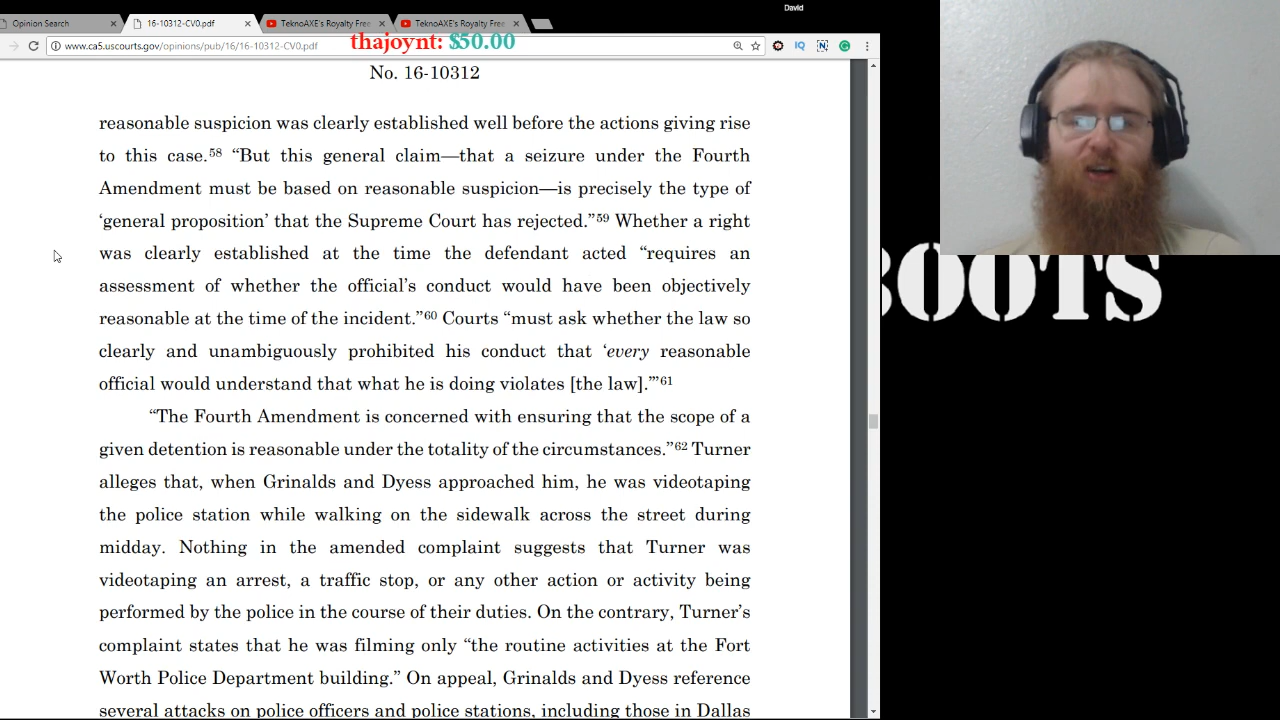 David
Opinion Search
16-10312-CV0.pdf
TeknoAXE's Royalty Free
TeknoAXE's Royalty Free
www.ca5.uscourts.gov/opinions/pub/16/16-10312-CV0.pdf
thajoynt: $50.00
No. 16-10312
reasonable suspicion was clearly established well before the actions giving rise
to this case.58 “But this general claim—that a seizure under the Fourth
Amendment must be based on reasonable suspicion—is precisely the type of
‘general proposition’ that the Supreme Court has rejected.”59 Whether a right
was clearly established at the time the defendant acted “requires an
assessment of whether the official’s conduct would have been objectively
reasonable at the time of the incident.”60 Courts “must ask whether the law so
clearly and unambiguously prohibited his conduct that ‘every reasonable
official would understand that what he is doing violates [the law].’”61
“The Fourth Amendment is concerned with ensuring that the scope of a
given detention is reasonable under the totality of the circumstances.”62 Turner
alleges that, when Grinalds and Dyess approached him, he was videotaping
the police station while walking on the sidewalk across the street during
midday. Nothing in the amended complaint suggests that Turner was
videotaping an arrest, a traffic stop, or any other action or activity being
performed by the police in the course of their duties. On the contrary, Turner’s
complaint states that he was filming only “the routine activities at the Fort
Worth Police Department building.” On appeal, Grinalds and Dyess reference
several attacks on police officers and police stations, including those in Dallas
BOOTS